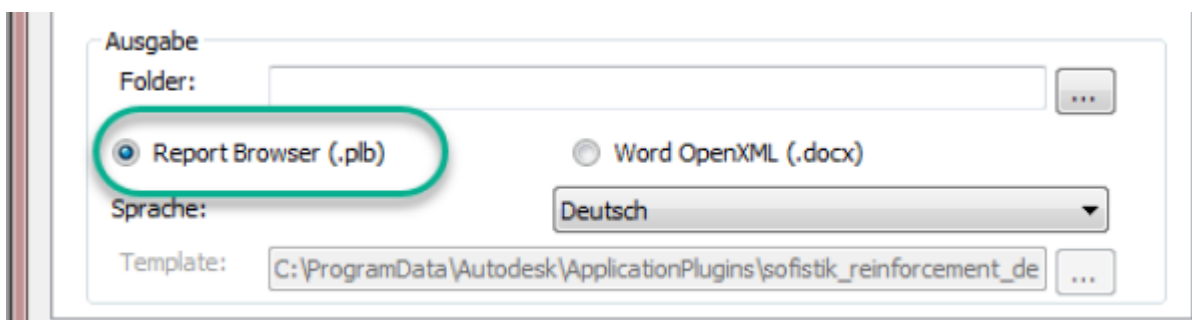 Ausgabe
Folder:
...
Report Browser (.plb) Word OpenXML (.docx)
Sprache: Deutsch
Template: C:\ProgramData\Autodesk\ApplicationPlugins\sofistik_reinforcement_de ...